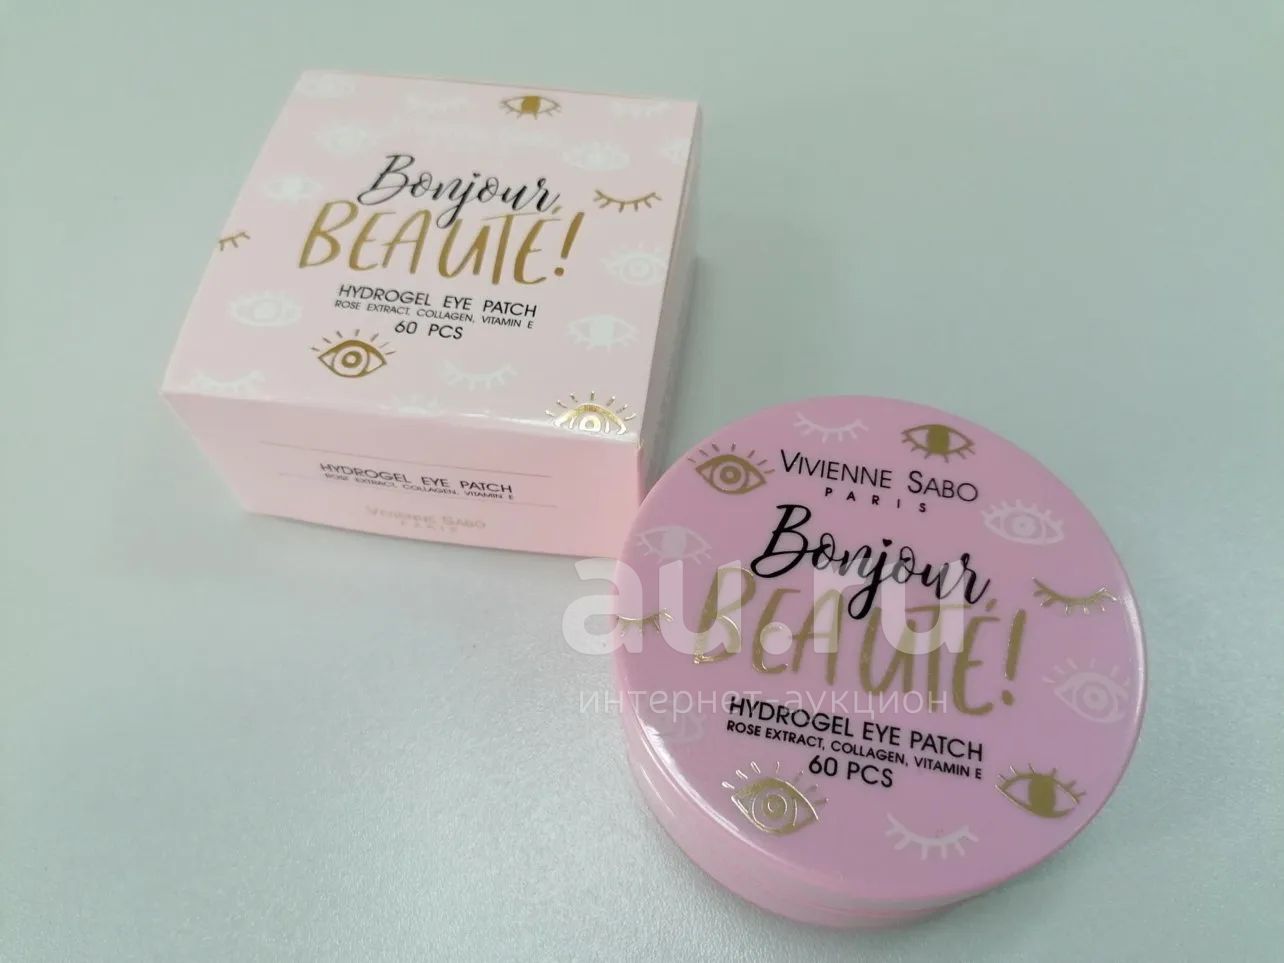 Bonjour,
BEAUTÉ!
HYDROGEL EYE PATCH
ROSE EXTRACT, COLLAGEN, VITAMIN E
60 PCS
HYDROGEL EYE PATCH
ROSE EXTRACT, COLLAGEN, VITAMIN E
VIVIENNE SABO
PARIS
VIVIENNE SABO
PARIS
Bonjour,
BEAUTÉ!
HYDROGEL EYE PATCH
ROSE EXTRACT, COLLAGEN, VITAMIN E
60 PCS
au.ru
интернет-аукцион